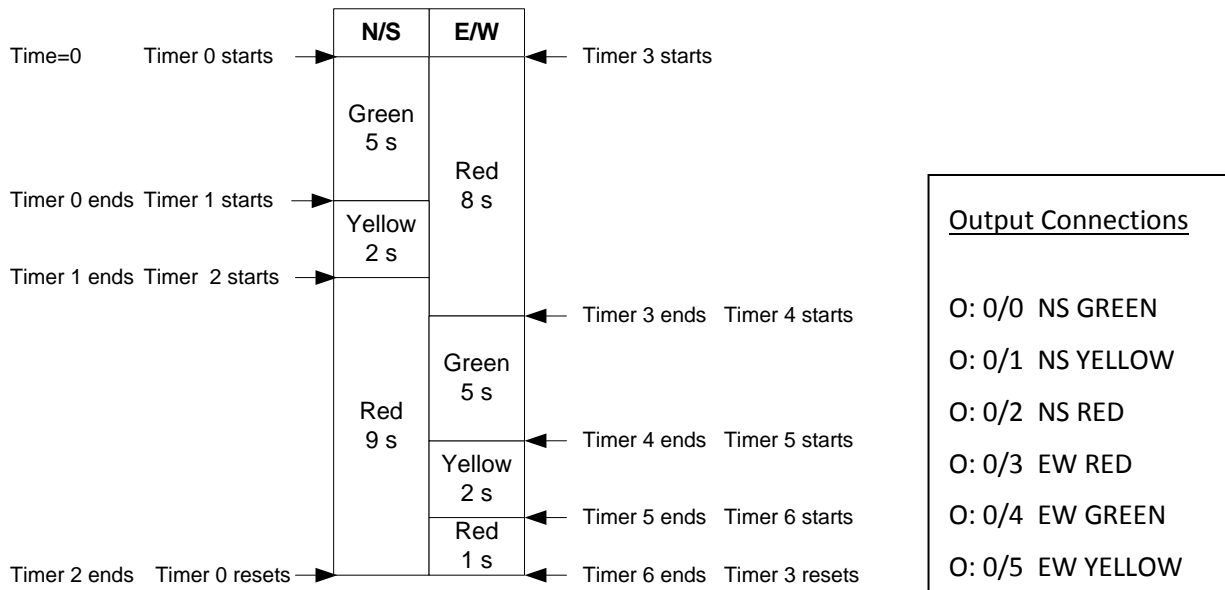 N/S E/W
Time=0 Timer 0 starts Timer 3 starts
Green
5 s
Red
8 s
Timer 0 ends Timer 1 starts
Yellow
2 s
Timer 1 ends Timer 2 starts
Timer 3 ends Timer 4 starts
Green
5 s
Red
9 s
Timer 4 ends Timer 5 starts
Yellow
2 s
Timer 5 ends Timer 6 starts
Red
1 s
Timer 2 ends Timer 0 resets Timer 6 ends Timer 3 resets
Output Connections
O: 0/0 NS GREEN
O: 0/1 NS YELLOW
O: 0/2 NS RED
O: 0/3 EW RED
O: 0/4 EW GREEN
O: 0/5 EW YELLOW